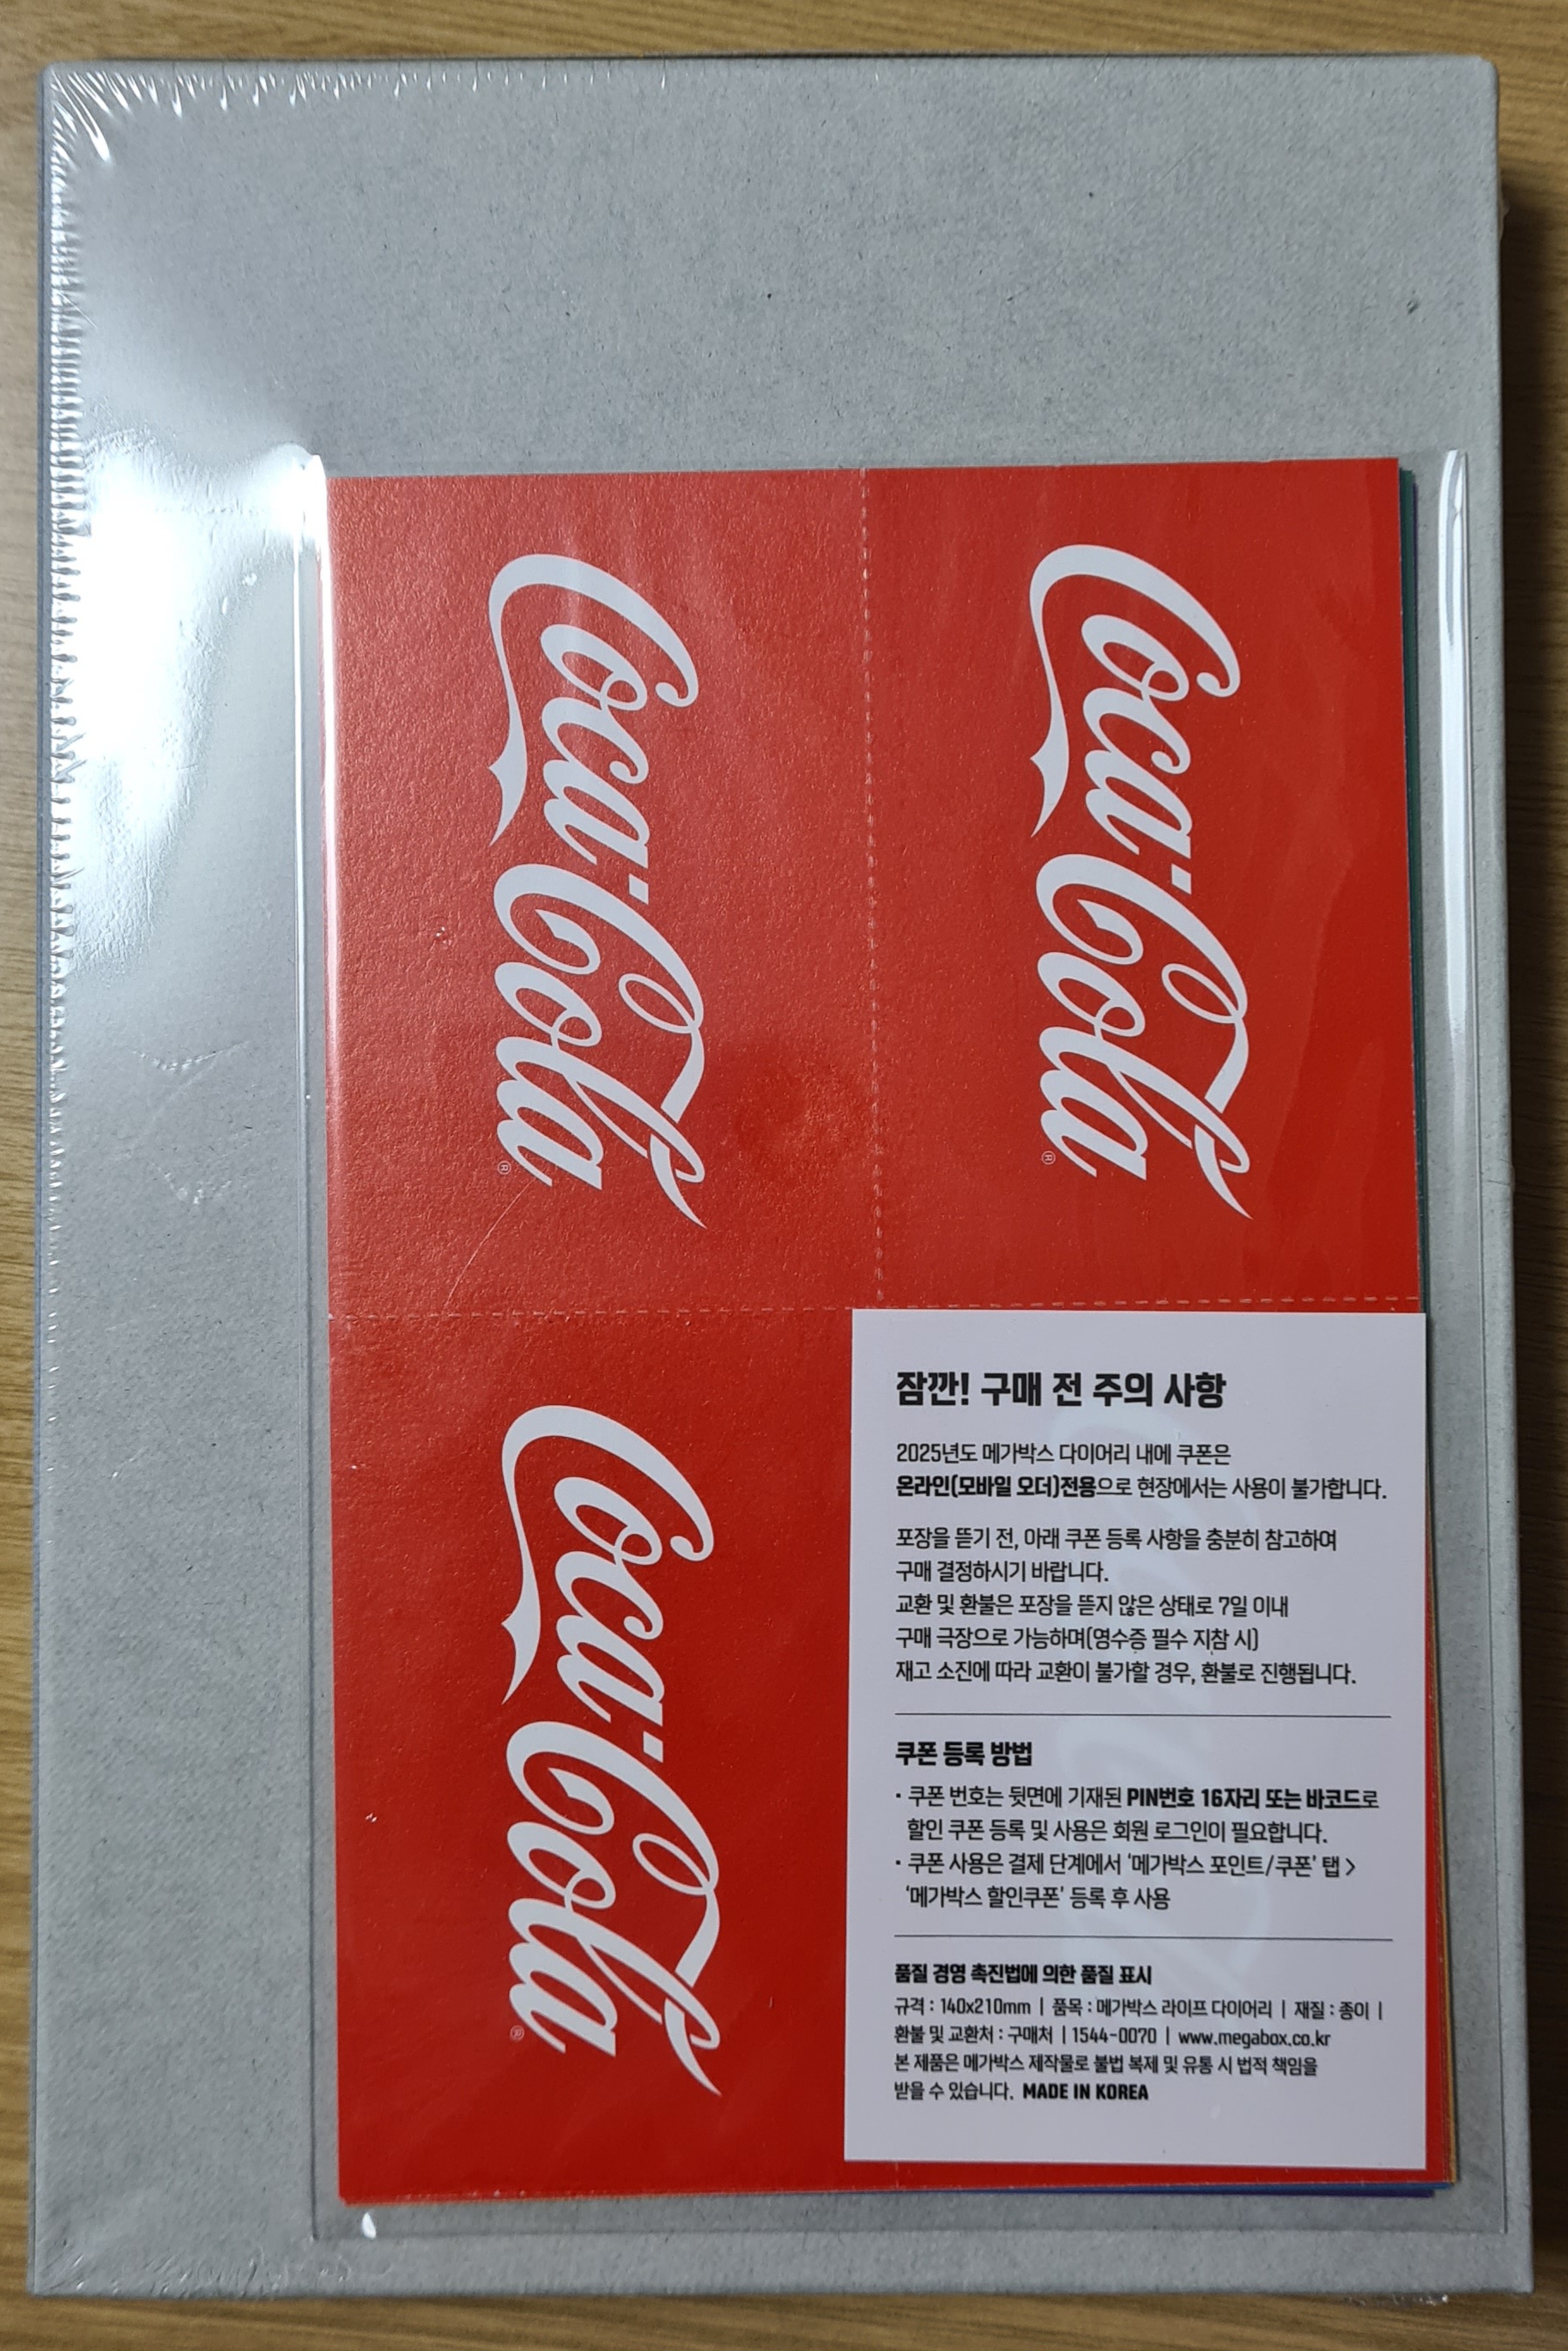 Coca-Cola
®
Coca-Cola
®
Coca-Cola
®
잠깐! 구매 전 주의 사항
2025년도 메가박스 다이어리 내에 쿠폰은
온라인(모바일 오더)전용으로 현장에서는 사용이 불가합니다.
포장을 뜯기 전, 아래 쿠폰 등록 사항을 충분히 참고하여
구매 결정하시기 바랍니다.
교환 및 환불은 포장을 뜯지 않은 상태로 7일 이내
구매 극장으로 가능하며(영수증 필수 지참 시)
재고 소진에 따라 교환이 불가할 경우, 환불로 진행됩니다.
쿠폰 등록 방법
· 쿠폰 번호는 뒷면에 기재된 PIN번호 16자리 또는 바코드로
할인 쿠폰 등록 및 사용은 회원 로그인이 필요합니다.
· 쿠폰 사용은 결제 단계에서 ‘메가박스 포인트/쿠폰’ 탭 >
‘메가박스 할인쿠폰’ 등록 후 사용
품질 경영 촉진법에 의한 품질 표시
규격 : 140x210mm | 품목 : 메가박스 라이프 다이어리 | 재질 : 종이 |
환불 및 교환처 : 구매처 | 1544-0070 | www.megabox.co.kr
본 제품은 메가박스 제작물로 불법 복제 및 유통 시 법적 책임을
받을 수 있습니다. MADE IN KOREA